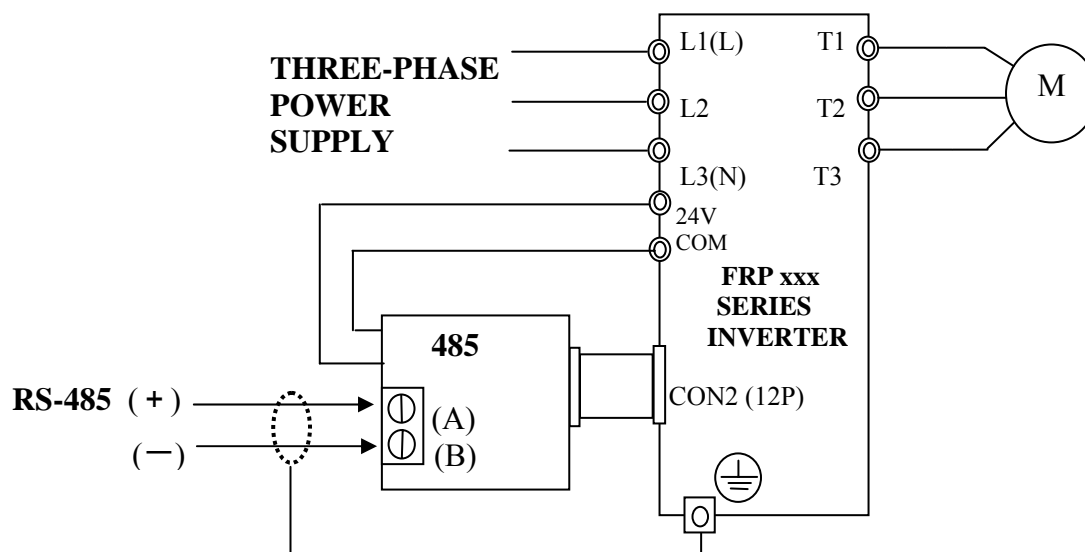 THREE-PHASE
POWER
SUPPLY
L1(L)
L2
L3(N)
24V
COM
T1
T2
T3
M
FRP xxx
SERIES
INVERTER
485
RS-485 (+)
(−)
(A)
(B)
CON2 (12P)